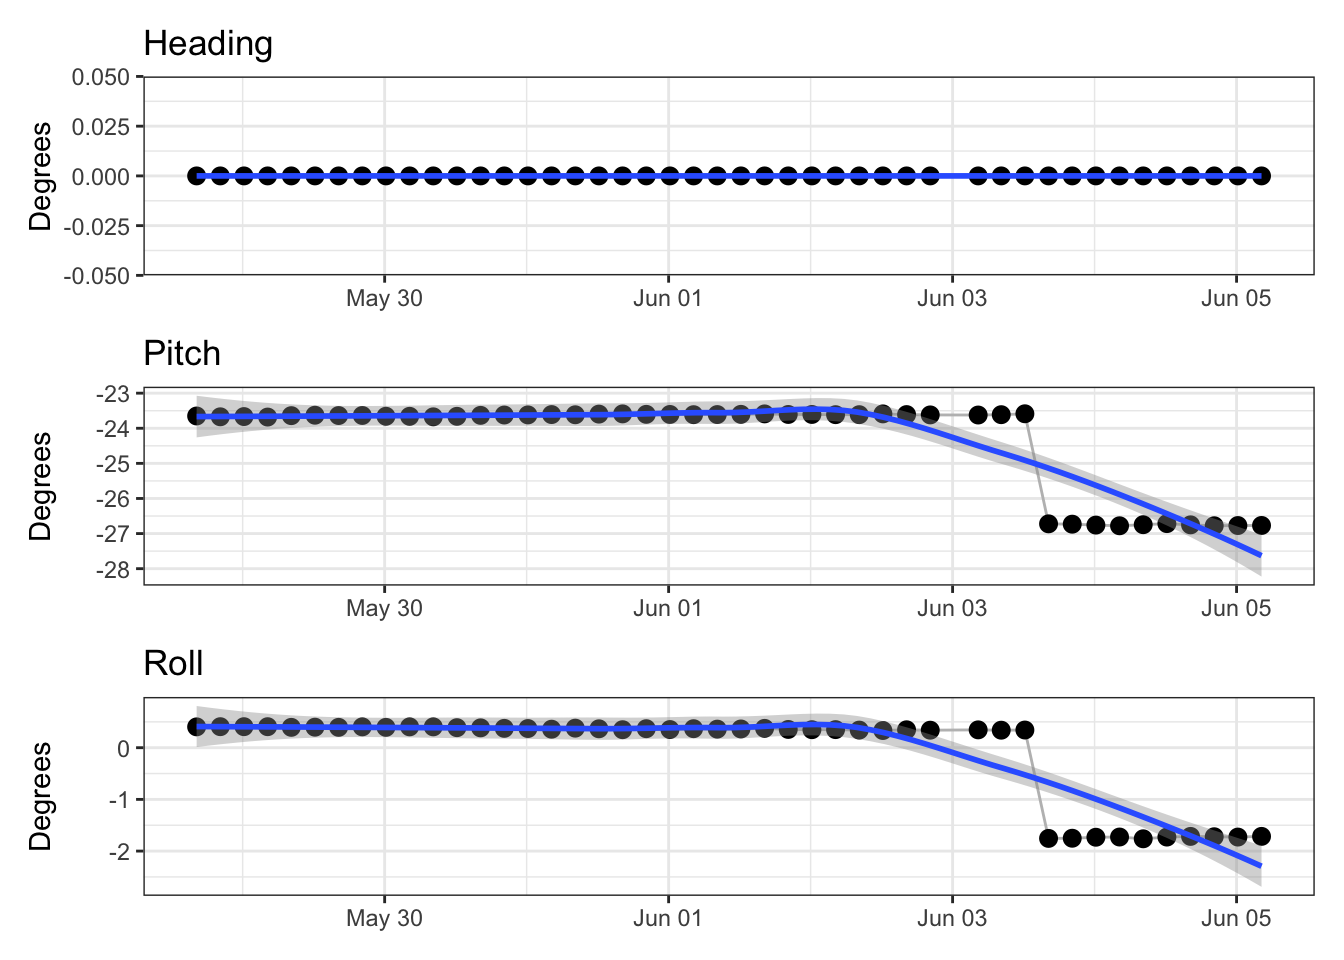 Heading
Degrees
0.050
0.025
0.000
-0.025
-0.050
May 30 Jun 01 Jun 03 Jun 05
Pitch
Degrees
-23
-24
-25
-26
-27
-28
May 30 Jun 01 Jun 03 Jun 05
Roll
Degrees
0
-1
-2
May 30 Jun 01 Jun 03 Jun 05